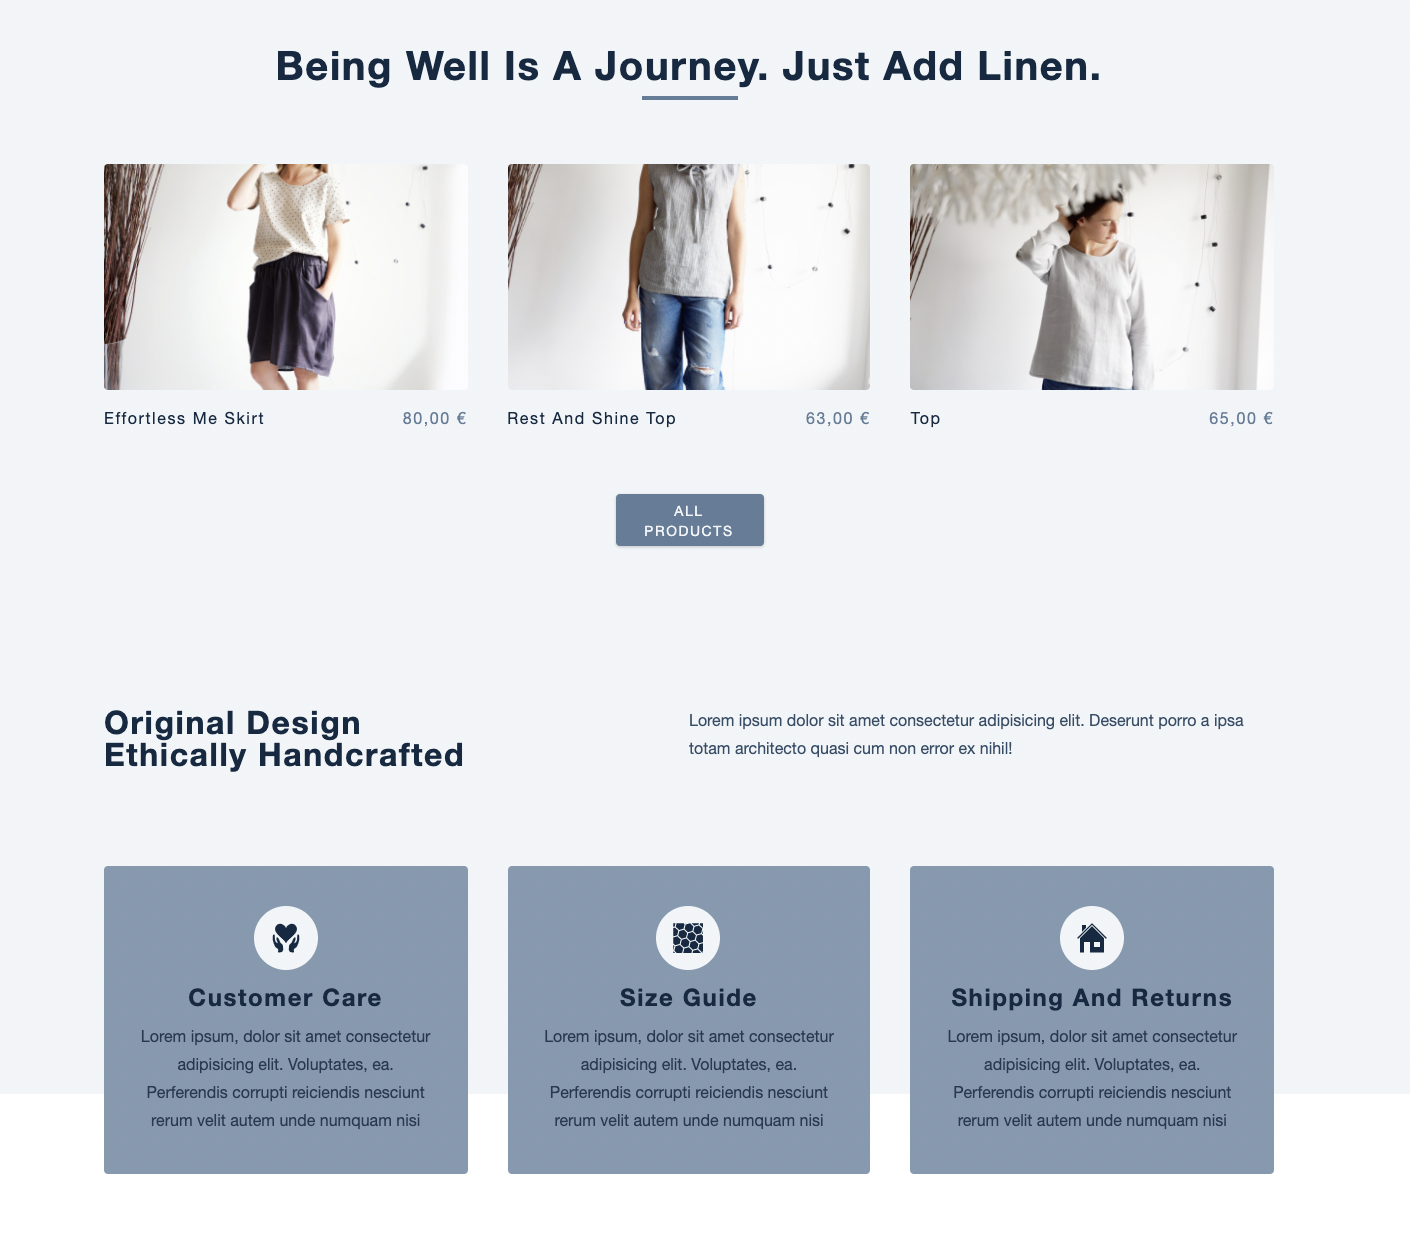 Being Well Is A Journey. Just Add Linen.
Effortless Me Skirt 80,00 €
Rest And Shine Top 63,00 €
Top 65,00 €
ALL
PRODUCTS
Original Design
Ethically Handcrafted
Lorem ipsum dolor sit amet consectetur adipisicing elit. Deserunt porro a ipsa
totam architecto quasi cum non error ex nihil!
Customer Care
Lorem ipsum, dolor sit amet consectetur
adipisicing elit. Voluptates, ea.
Perferendis corrupti reiciendis nesciunt
rerum velit autem unde numquam nisi
Size Guide
Lorem ipsum, dolor sit amet consectetur
adipisicing elit. Voluptates, ea.
Perferendis corrupti reiciendis nesciunt
rerum velit autem unde numquam nisi
Shipping And Returns
Lorem ipsum, dolor sit amet consectetur
adipisicing elit. Voluptates, ea.
Perferendis corrupti reiciendis nesciunt
rerum velit autem unde numquam nisi